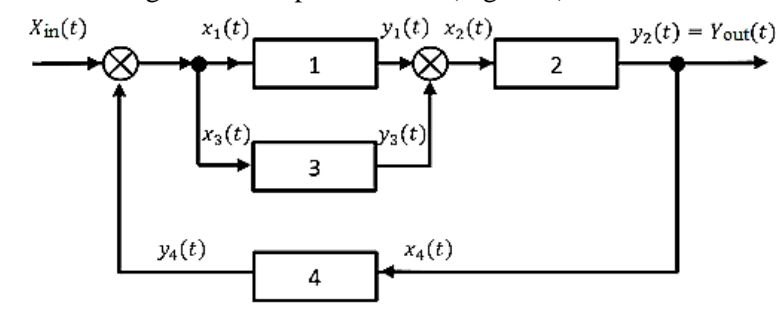 X_in(t)
x_1(t)
y_1(t)
x_2(t)
y_2(t) = Y_out(t)
1
2
x_3(t)
y_3(t)
3
y_4(t)
x_4(t)
4